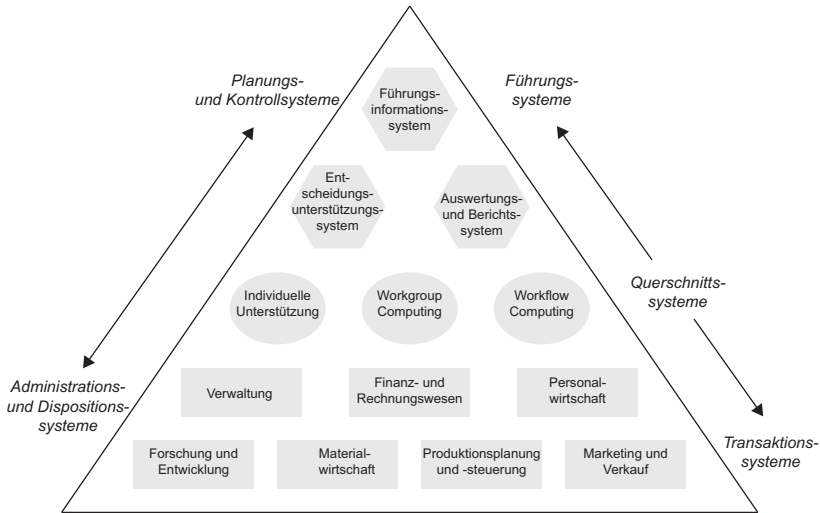 Planungs-
und Kontrollsysteme
Führungs-
systeme
Führungs-
informations-
system
Ent-
scheidungs-
unterstützungs-
system
Auswertungs-
und Berichts-
system
Querschnitts-
systeme
Individuelle
Unterstützung
Workgroup
Computing
Workflow
Computing
Administrations-
und Dispositions-
systeme
Verwaltung
Finanz- und
Rechnungswesen
Personal-
wirtschaft
Transaktions-
systeme
Forschung und
Entwicklung
Material-
wirtschaft
Produktionsplanung
und -steuerung
Marketing und
Verkauf